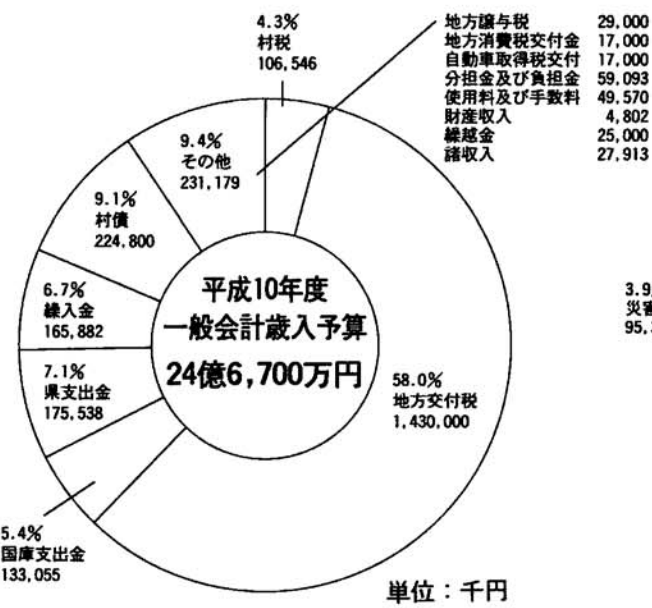 4.3%
村税
106,546
地方譲与税 29,000
地方消費税交付金 17,000
自動車取得税交付 17,000
分担金及び負担金 59,093
使用料及び手数料 49,570
財産収入 4,802
繰越金 25,000
諸収入 27,913
9.4%
その他
231,179
9.1%
村債
224,800
6.7%
繰入金
165,882
7.1%
県支出金
175,538
5.4%
国庫支出金
133,055
平成10年度
一般会計歳入予算
24億6,700万円
58.0%
地方交付税
1,430,000
3.9
災害
95,
単位：千円